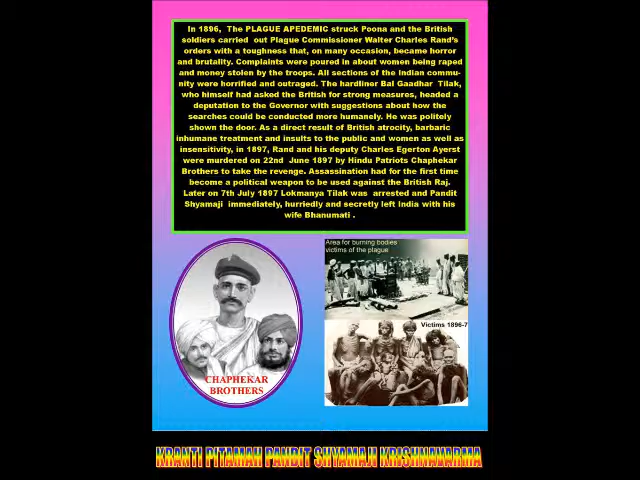 In 1896, The PLAGUE APEDEMIC struck Poona and the British
soldiers carried out Plague Commissioner Walter Charles Rand's
orders with a toughness that, on many occasion, became horror
and brutality. Complaints were poured in about women being raped
and money stolen by the troops. All sections of the Indian commu-
nity were horrified and outraged. The hardliner Bal Gaadhar Tilak,
who himself had asked the British for strong measures, headed a
deputation to the Governor with suggestions about how the
searches could be conducted more humanely. He was politely
shown the door. As a direct result of British atrocity, barbaric
inhumane treatment and insults to the public and women as well as
insensitivity, in 1897, Rand and his deputy Charles Egerton Ayerst
were murdered on 22nd June 1897 by Hindu Patriots Chaphekar
Brothers to take the revenge. Assassination had for the first time
become a political weapon to be used against the British Raj.
Later on 7th July 1897 Lokmanya Tilak was arrested and Pandit
Shyamaji immediately, hurriedly and secretly left India with his
wife Bhanumati .
Area for burning bodies
victims of the plague
Victims 1896-7
CHAPHEKAR
BROTHERS
KRANTI PITAMAH PANDIT SHYAMAJI KRISHNAVARMA